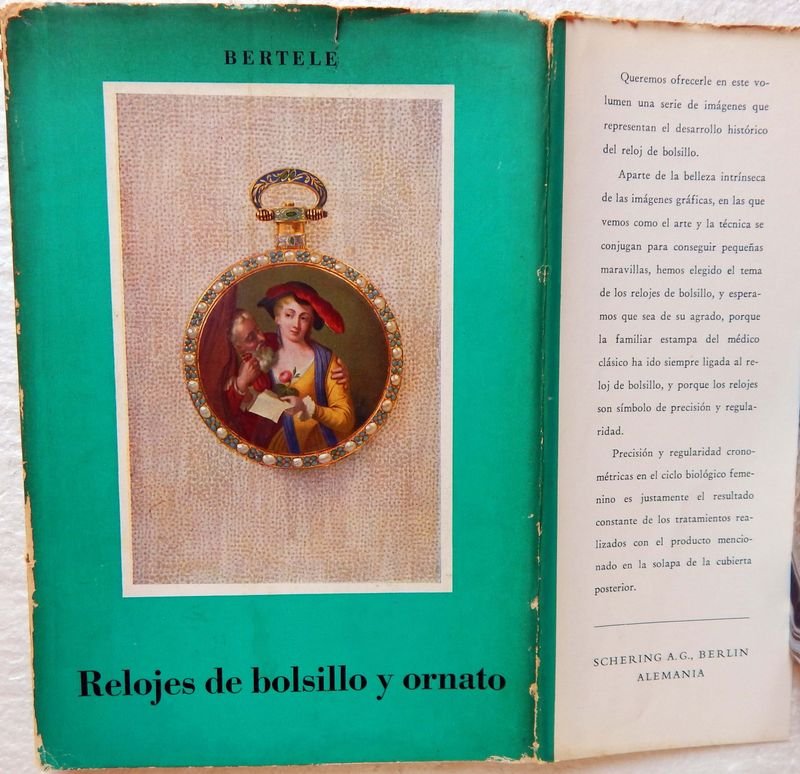 BERTELE
Relojes de bolsillo y ornato
Queremos ofrecerle en este vo-
lumen una serie de imágenes que
representan el desarrollo histórico
del reloj de bolsillo.
Aparte de la belleza intrínseca
de las imágenes gráficas, en las que
vemos como el arte y la técnica se
conjugan para conseguir pequeñas
maravillas, hemos elegido el tema
de los relojes de bolsillo, y espera-
mos que sea de su agrado, porque
la familiar estampa del médico
clásico ha ido siempre ligada al re-
loj de bolsillo, y porque los relojes
son símbolo de precisión y regula-
ridad.
Precisión y regularidad crono-
métricas en el ciclo biológico feme-
nino es justamente el resultado
constante de los tratamientos rea-
lizados con el producto mencio-
nado en la solapa de la cubierta
posterior.
SCHERING A.G., BERLIN
ALEMANIA